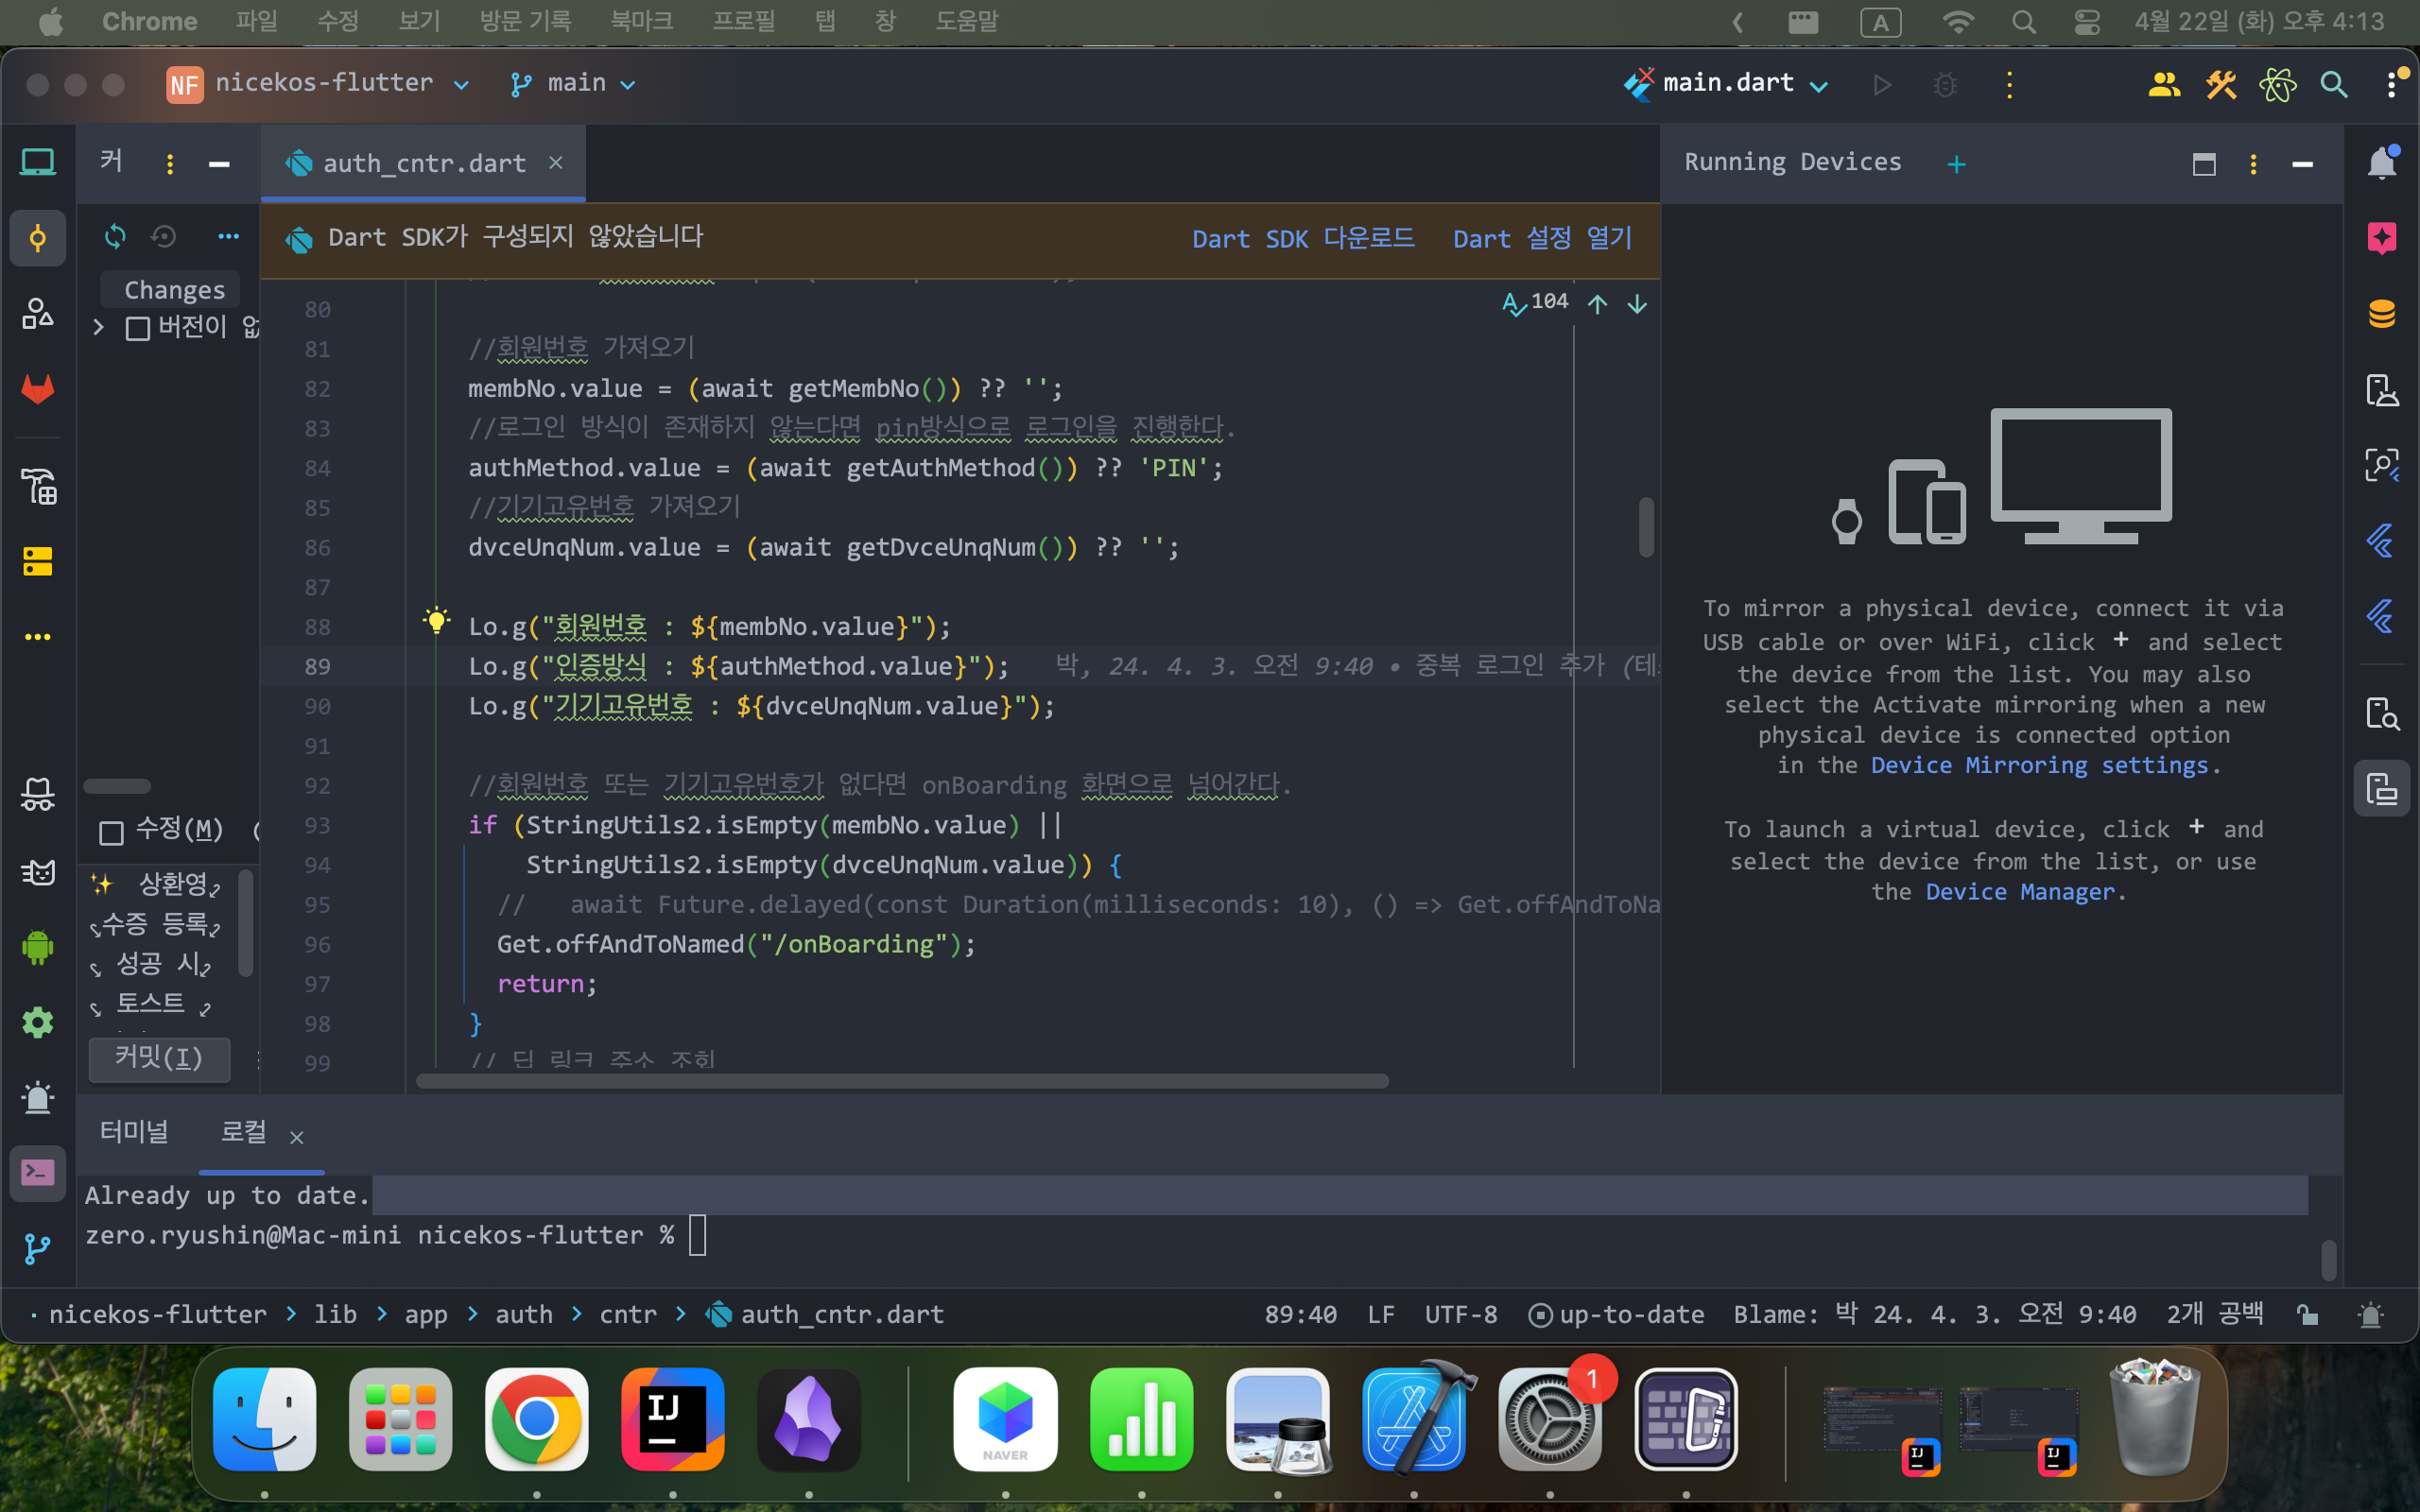 Chrome 파일 수정 보기 방문 기록 북마크 프로필 탭 창 도움말 A 4월 22일 (화) 오후 4:13
NF nicekos-flutter main main.dart
커
auth_cntr.dart
Running Devices
Dart SDK가 구성되지 않았습니다 Dart SDK 다운로드 Dart 설정 열기
Changes
버전이
104
80
81 //회원번호 가져오기
82 membNo.value = (await getMembNo()) ?? '';
83 //로그인 방식이 존재하지 않는다면 pin방식으로 로그인을 진행한다.
84 authMethod.value = (await getAuthMethod()) ?? 'PIN';
85 //기기고유번호 가져오기
86 dvceUnqNum.value = (await getDvceUnqNum()) ?? '';
87
88 Lo.g("회원번호 : ${membNo.value}");
89 Lo.g("인증방식 : ${authMethod.value}"); 박, 24. 4. 3. 오전 9:40 • 중복 로그인 추가 (테
90 Lo.g("기기고유번호 : ${dvceUnqNum.value}");
91
92 //회원번호 또는 기기고유번호가 없다면 onBoarding 화면으로 넘어간다.
93 if (StringUtils2.isEmpty(membNo.value) ||
94 StringUtils2.isEmpty(dvceUnqNum.value)) {
95 // await Future.delayed(const Duration(milliseconds: 10), () => Get.offAndToNa
96 Get.offAndToNamed("/onBoarding");
97 return;
98 }
99 // 딥 링크 주소 조회
수정(M)
✨ 상환영
수증 등록
성공 시
토스트
커밋(I)
To mirror a physical device, connect it via
USB cable or over WiFi, click + and select
the device from the list. You may also
select the Activate mirroring when a new
physical device is connected option
in the Device Mirroring settings.
To launch a virtual device, click + and
select the device from the list, or use
the Device Manager.
터미널 로컬
Already up to date.
zero.ryushin@Mac-mini nicekos-flutter %
nicekos-flutter > lib > app > auth > cntr > auth_cntr.dart
89:40 LF UTF-8 up-to-date Blame: 박 24. 4. 3. 오전 9:40 2개 공백
IJ
NAVER
1
IJ
IJ